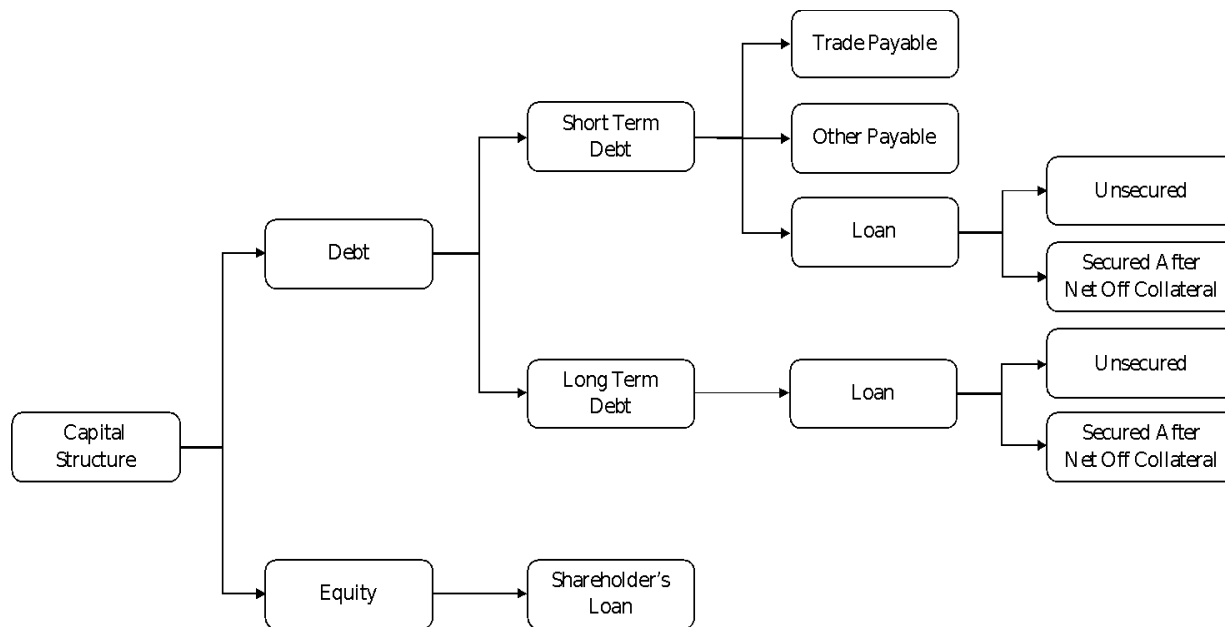 Trade Payable
Short Term
Debt
Other Payable
Unsecured
Loan
Debt
Secured After
Net Off Collateral
Unsecured
Long Term
Debt
Loan
Capital
Structure
Secured After
Net Off Collateral
Equity
Shareholder's
Loan